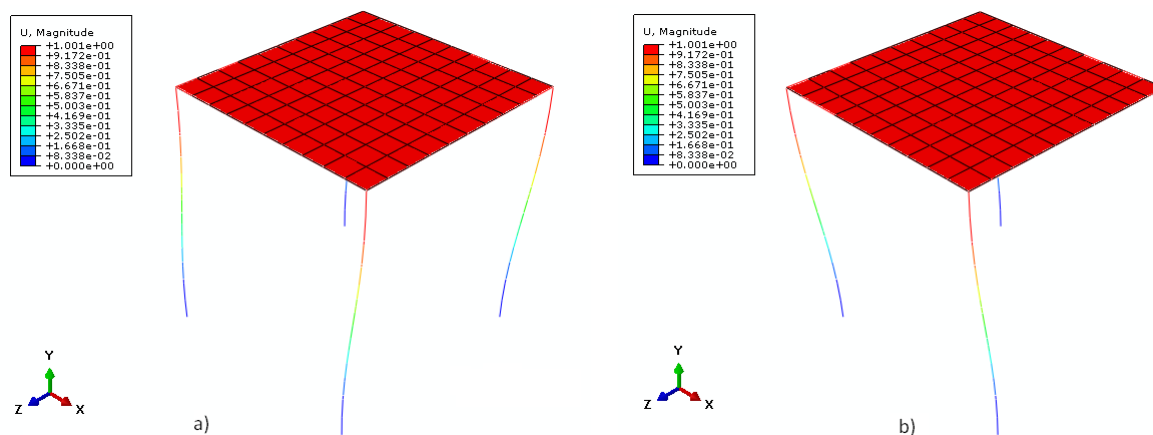 U, Magnitude
+1.001e+00
+9.172e-01
+8.338e-01
+7.505e-01
+6.671e-01
+5.837e-01
+5.003e-01
+4.169e-01
+3.335e-01
+2.502e-01
+1.668e-01
+8.338e-02
+0.000e+00
Y
Z
X
a)
U, Magnitude
+1.001e+00
+9.172e-01
+8.338e-01
+7.505e-01
+6.671e-01
+5.837e-01
+5.003e-01
+4.169e-01
+3.335e-01
+2.502e-01
+1.668e-01
+8.338e-02
+0.000e+00
Y
Z
X
b)